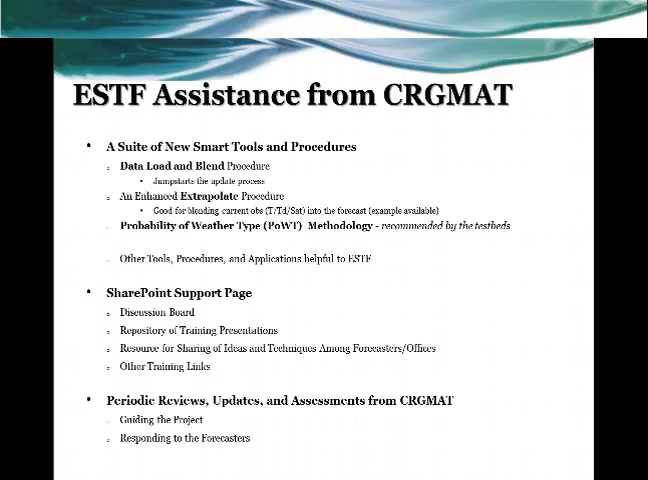 ESTF Assistance from CRGMAT
• A Suite of New Smart Tools and Procedures
o Data Load and Blend Procedure
• Jumpstarts the update process
o An Enhanced Extrapolate Procedure
• Good for blending current obs (T/Td/Sat) into the forecast (example available)
o Probability of Weather Type (PoWT) Methodology - recommended by the testbeds
o Other Tools, Procedures, and Applications helpful to ESTF
• SharePoint Support Page
o Discussion Board
o Repository of Training Presentations
o Resource for Sharing of Ideas and Techniques Among Forecasters/Offices
o Other Training Links
• Periodic Reviews, Updates, and Assessments from CRGMAT
o Guiding the Project
o Responding to the Forecasters